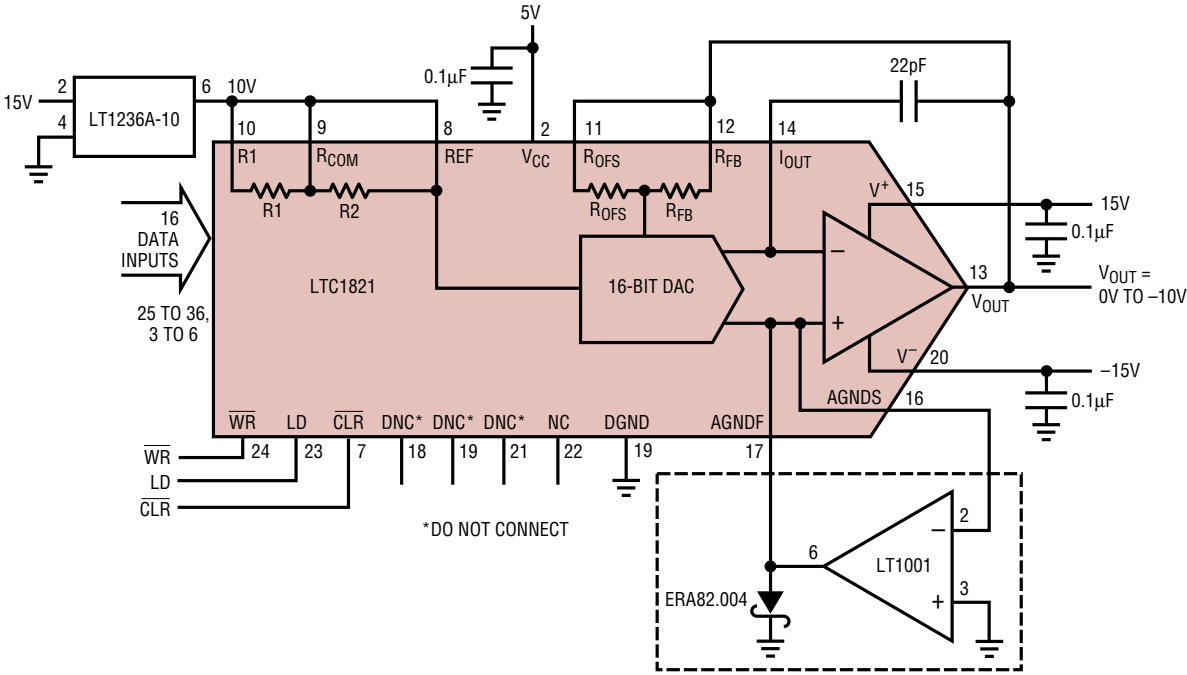 5V
0.1µF
22pF
2 6 10V
15V
LT1236A-10
4
10 9 8 2 11 12 14
R1 RCOM REF VCC ROFS RFB IOUT
R1 R2 ROFS RFB
V+ 15
15V
0.1µF
16
DATA
INPUTS
LTC1821
16-BIT DAC
–
+
13
VOUT
VOUT =
0V TO –10V
25 TO 36,
3 TO 6
V– 20
–15V
0.1µF
AGNDS 16
WR LD CLR DNC* DNC* DNC* NC DGND AGNDF
24 23 7 18 19 21 22 19 17
WR
LD
CLR
*DO NOT CONNECT
2
–
6
LT1001
3
+
ERA82.004